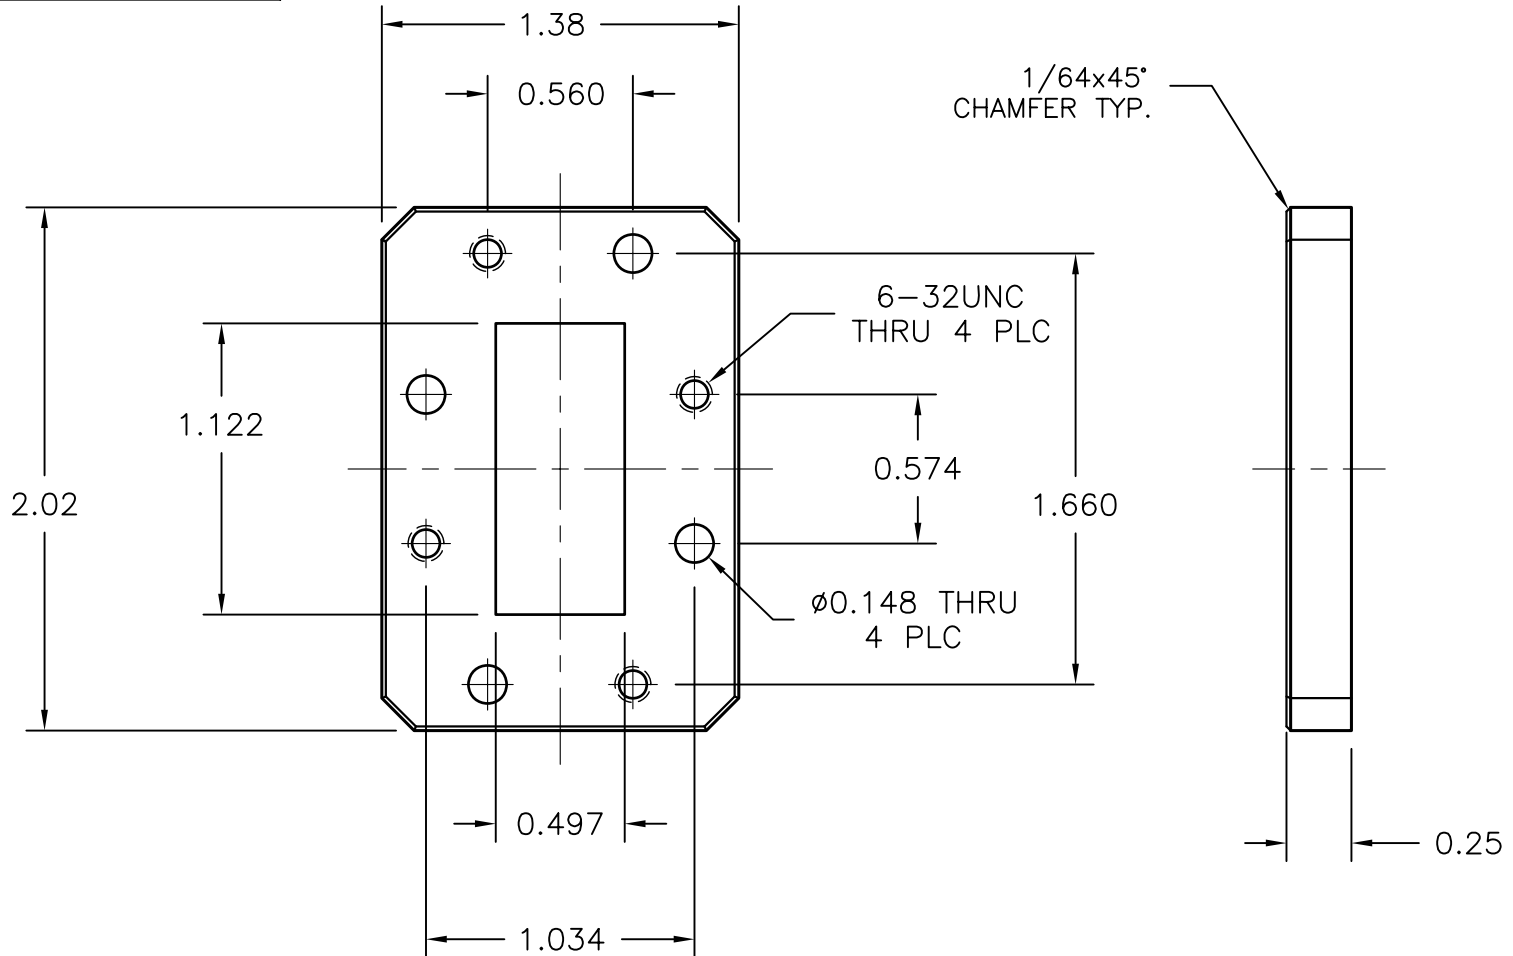 1.38
0.560
1/64x45°
CHAMFER TYP.
6-32UNC
THRU 4 PLC
1.122
0.574
2.02
1.660
ø0.148 THRU
4 PLC
0.497
0.25
1.034